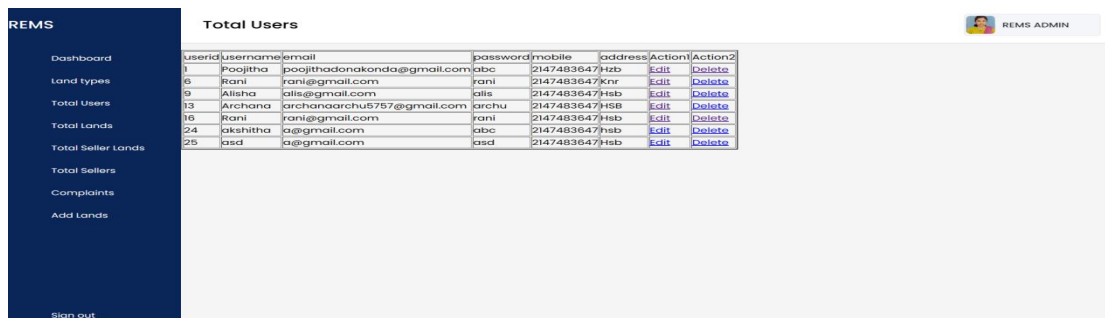 REMS
Total Users
REMS ADMIN
Dashboard
Land types
Total Users
Total Lands
Total Seller Lands
Total Sellers
Complaints
Add Lands
Sign out
userid username email password mobile address Action1 Action2
1 Poojitha poojithadonakonda@gmail.com abc 2147483647 Hzb Edit Delete
6 Rani rani@gmail.com rani 2147483647 Knr Edit Delete
9 Alisha alis@gmail.com alis 2147483647 Hsb Edit Delete
13 Archana archanaarchu5757@gmail.com archu 2147483647 HSB Edit Delete
16 Rani rani@gmail.com rani 2147483647 Hsb Edit Delete
24 akshitha a@gmail.com abc 2147483647 hsb Edit Delete
25 asd a@gmail.com asd 2147483647 Hsb Edit Delete